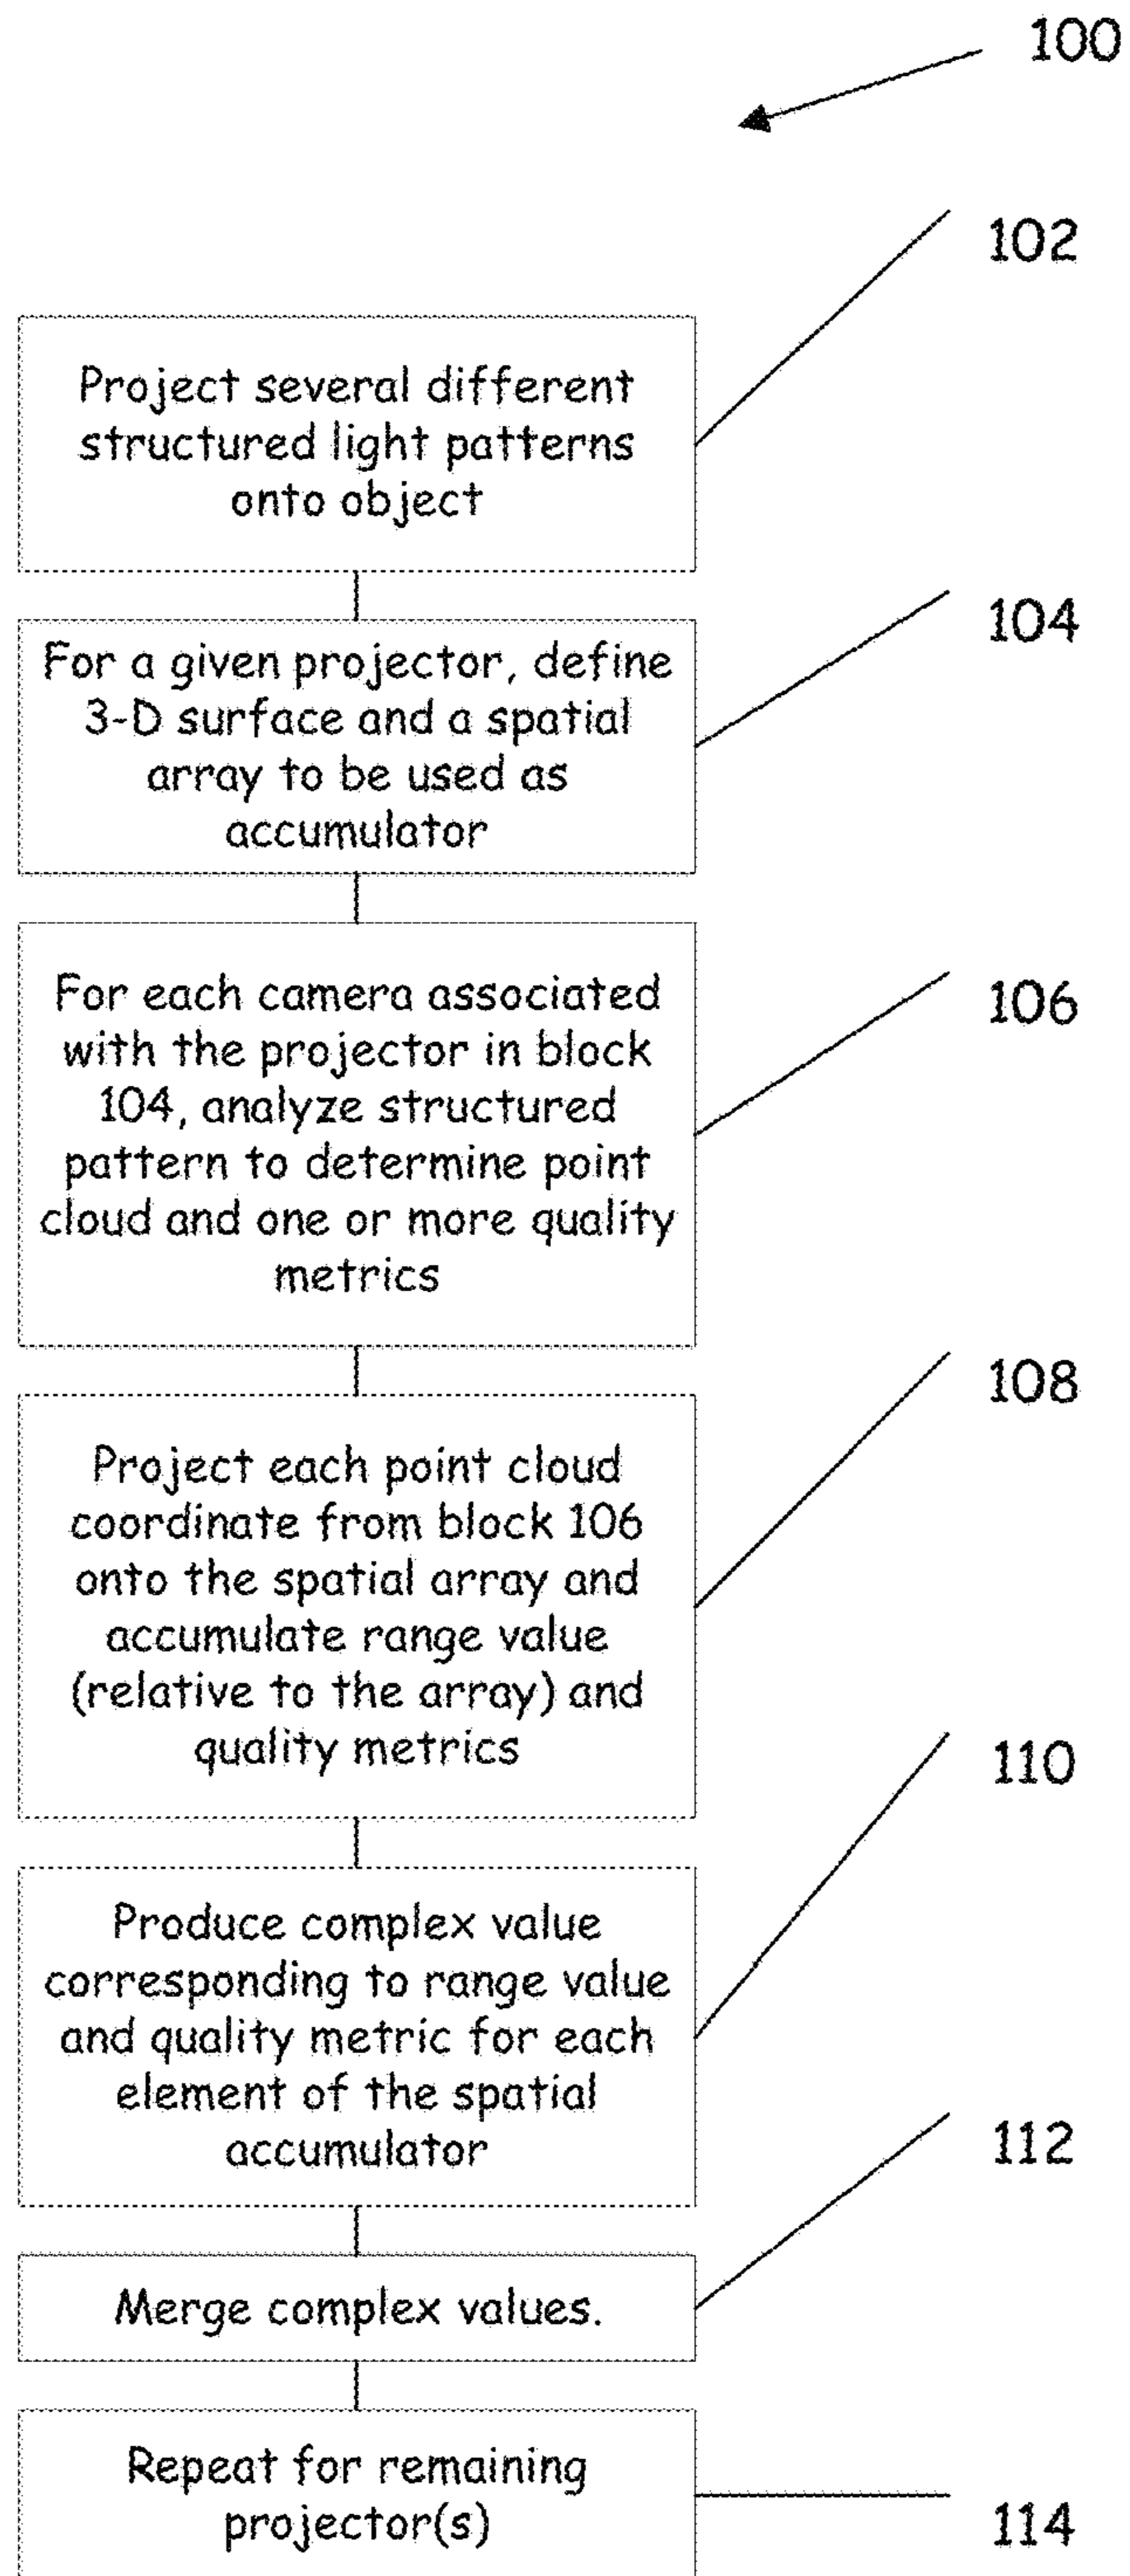 100
102
Project several different
structured light patterns
onto object
104
For a given projector, define
3-D surface and a spatial
array to be used as
accumulator
106
For each camera associated
with the projector in block
104, analyze structured
pattern to determine point
cloud and one or more quality
metrics
108
Project each point cloud
coordinate from block 106
onto the spatial array and
accumulate range value
(relative to the array) and
quality metrics
110
Produce complex value
corresponding to range value
and quality metric for each
element of the spatial
accumulator
112
Merge complex values.
Repeat for remaining
projector(s)
114